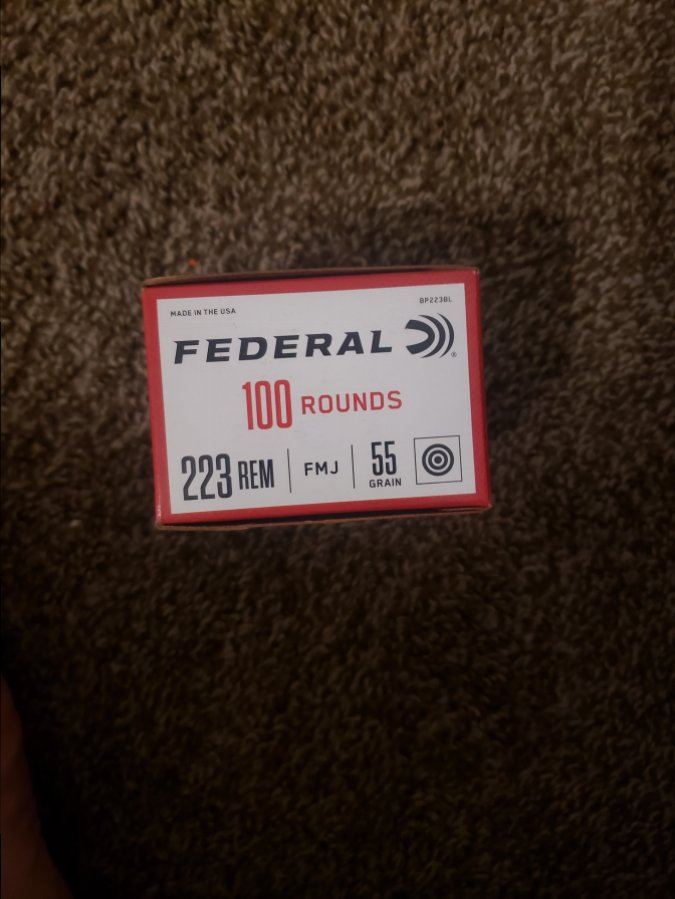 MADE IN THE USA
BP223BL
FEDERAL ®
100 ROUNDS
223 REM | FMJ | 55 GRAIN